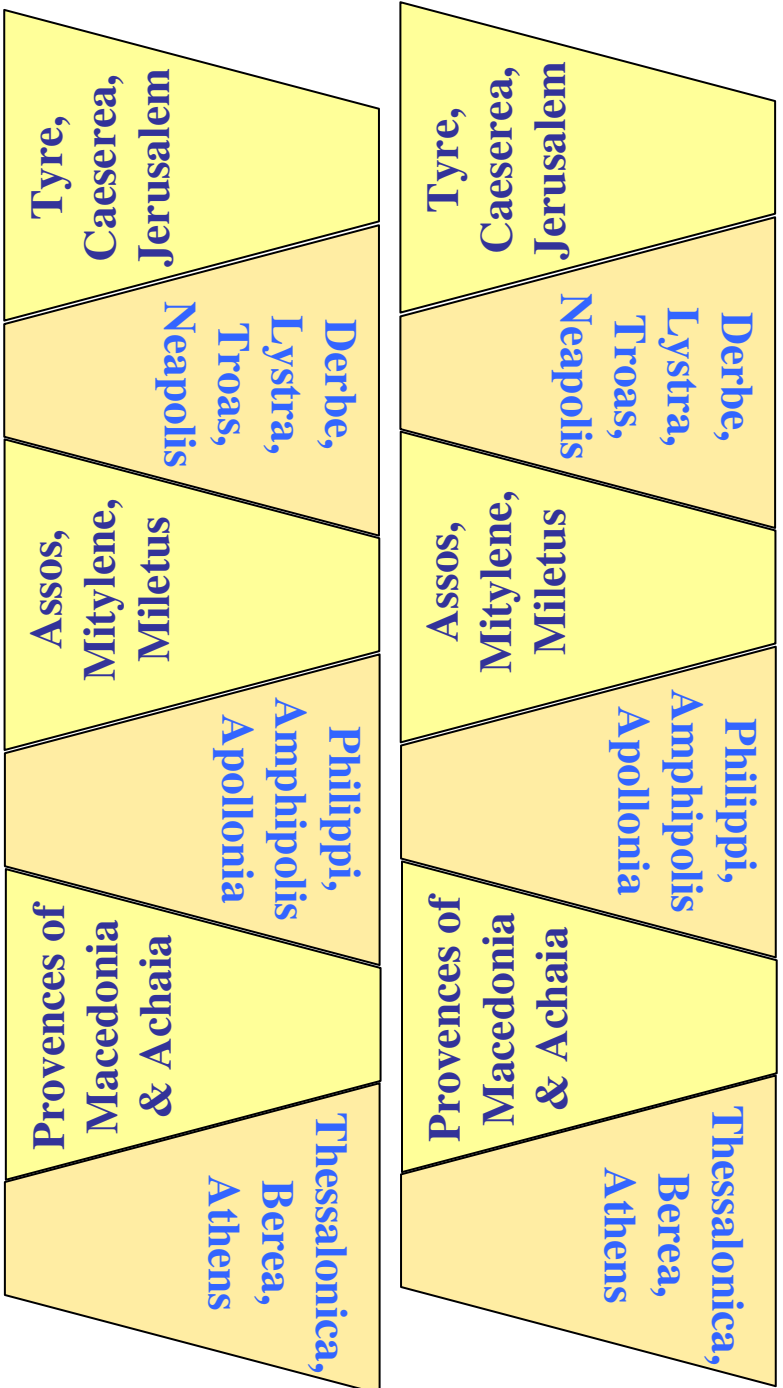 Tyre,
Caeserea,
Jerusalem
Derbe,
Lystra,
Troas,
Neapolis
Assos,
Mitylene,
Miletus
Philippi,
Amphipolis
Apollonia
Provences of
Macedonia
& Achaia
Thessalonica,
Berea,
Athens
Tyre,
Caeserea,
Jerusalem
Derbe,
Lystra,
Troas,
Neapolis
Assos,
Mitylene,
Miletus
Philippi,
Amphipolis
Apollonia
Provences of
Macedonia
& Achaia
Thessalonica,
Berea,
Athens